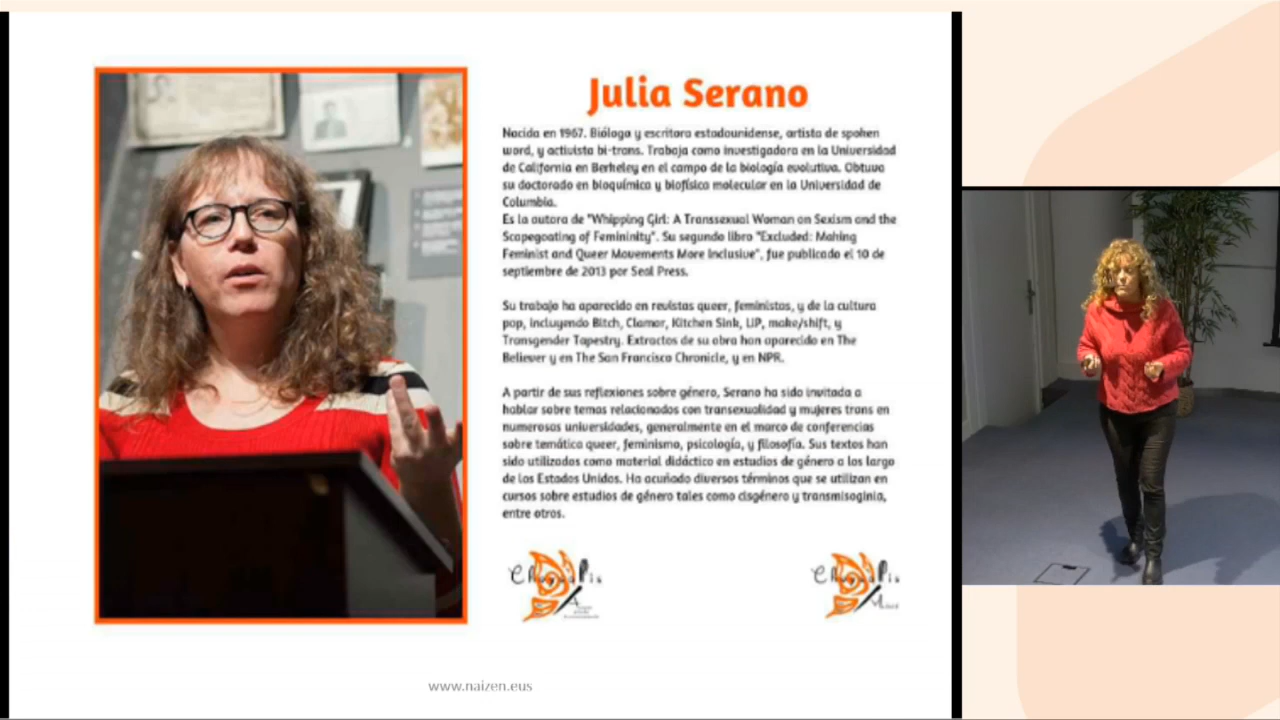 Julia Serano
Nacida en 1967. Bióloga y escritora estadounidense, artista de spoken
word, y activista bi-trans. Trabaja como investigadora en la Universidad
de California en Berkeley en el campo de la biología evolutiva. Obtuvo
su doctorado en bioquímica y biofísica molecular en la Universidad de
Columbia.
Es la autora de "Whipping Girl: A Transsexual Woman on Sexism and the
Scapegoating of Femininity". Su segundo libro "Excluded: Making
Feminist and Queer Movements More Inclusive", fue publicado el 10 de
septiembre de 2013 por Seal Press.
Su trabajo ha aparecido en revistas queer, feministas, y de la cultura
pop, incluyendo Bitch, Clamor, Kitchen Sink, LiP, make/shift, y
Transgender Tapestry. Extractos de su obra han aparecido en The
Believer y en The San Francisco Chronicle, y en NPR.
A partir de sus reflexiones sobre género, Serano ha sido invitada a
hablar sobre temas relacionados con transexualidad y mujeres trans en
numerosas universidades, generalmente en el marco de conferencias
sobre temática queer, feminismo, psicología, y filosofía. Sus textos han
sido utilizados como material didáctico en estudios de género a los largo
de los Estados Unidos. Ha acuñado diversos términos que se utilizan en
cursos sobre estudios de género tales como cisgénero y transmisoginia,
entre otros.
www.naizen.eus